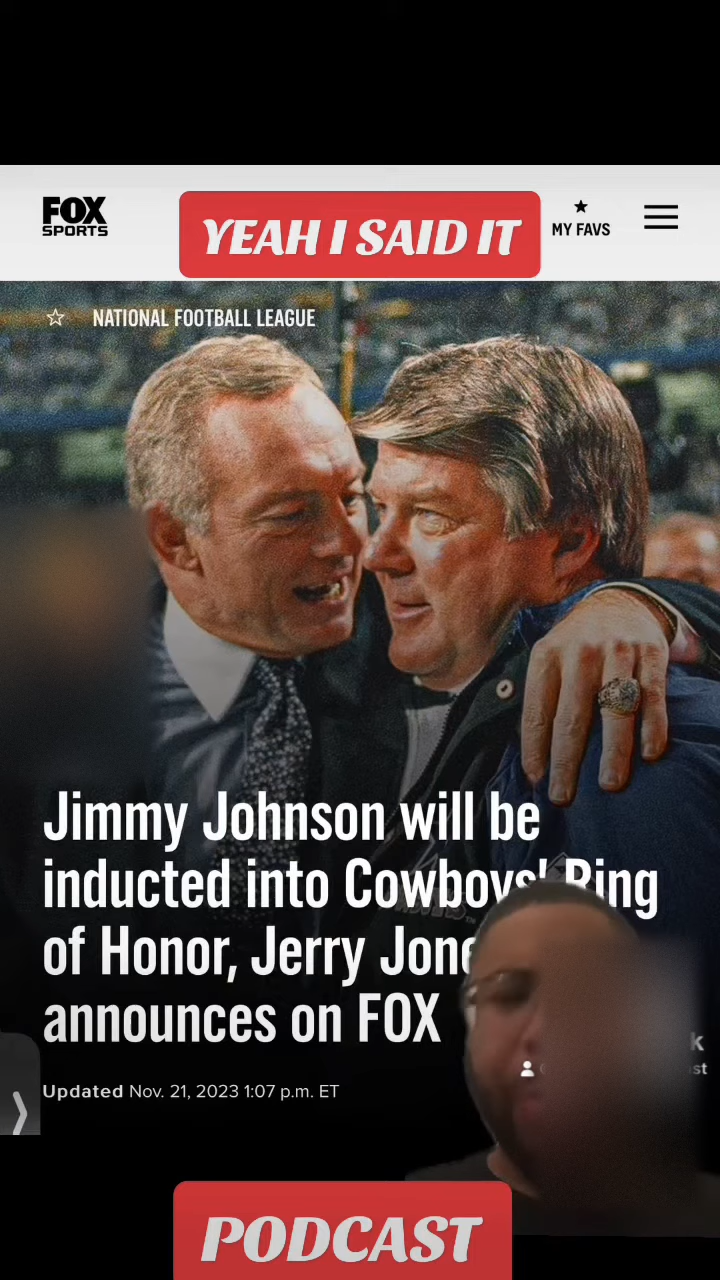 FOX
SPORTS
YEAH I SAID IT
MY FAVS
NATIONAL FOOTBALL LEAGUE
Jimmy Johnson will be
inducted into Cowboys' Ring
of Honor, Jerry
announces on FOX
Updated Nov. 21, 2023 1:07 p.m. ET
PODCAST